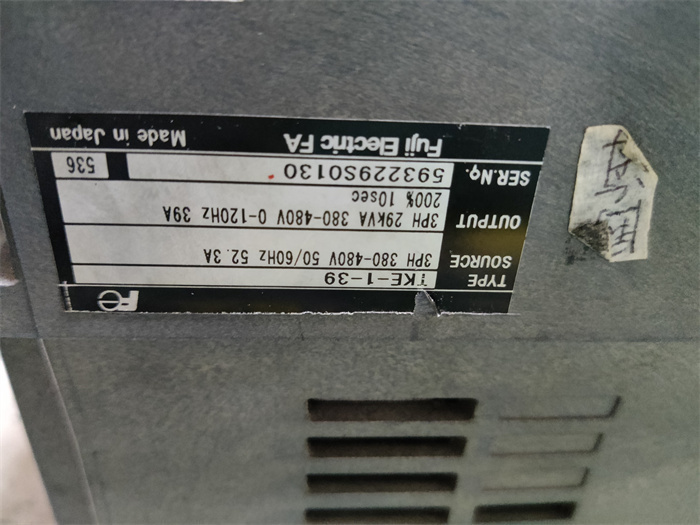 TYPE TKE-1-39
SOURCE 3PH 380-480V 50/60HZ 52.3A
OUTPUT 3PH 29KVA 380-480V 0-120HZ 39A
200% 10sec
SER.No. 593229S0130 536
Fuji Electric FA Made in Japan